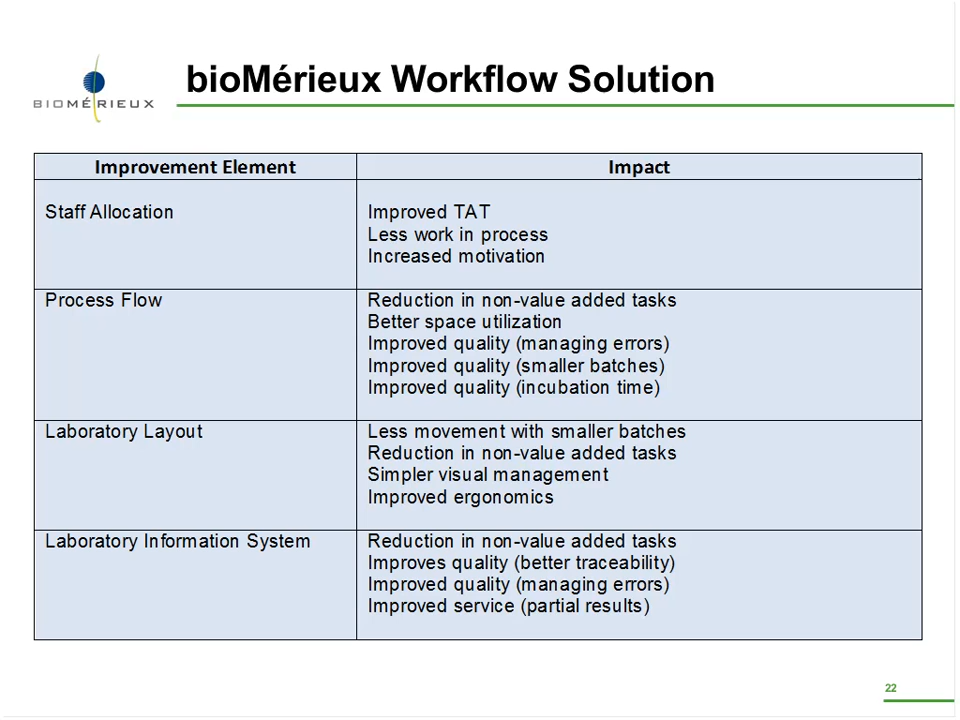 bioMérieux Workflow Solution
BIOMÉRIEUX
Improvement Element Impact
Staff Allocation Improved TAT
Less work in process
Increased motivation
Process Flow Reduction in non-value added tasks
Better space utilization
Improved quality (managing errors)
Improved quality (smaller batches)
Improved quality (incubation time)
Laboratory Layout Less movement with smaller batches
Reduction in non-value added tasks
Simpler visual management
Improved ergonomics
Laboratory Information System Reduction in non-value added tasks
Improves quality (better traceability)
Improved quality (managing errors)
Improved service (partial results)
22